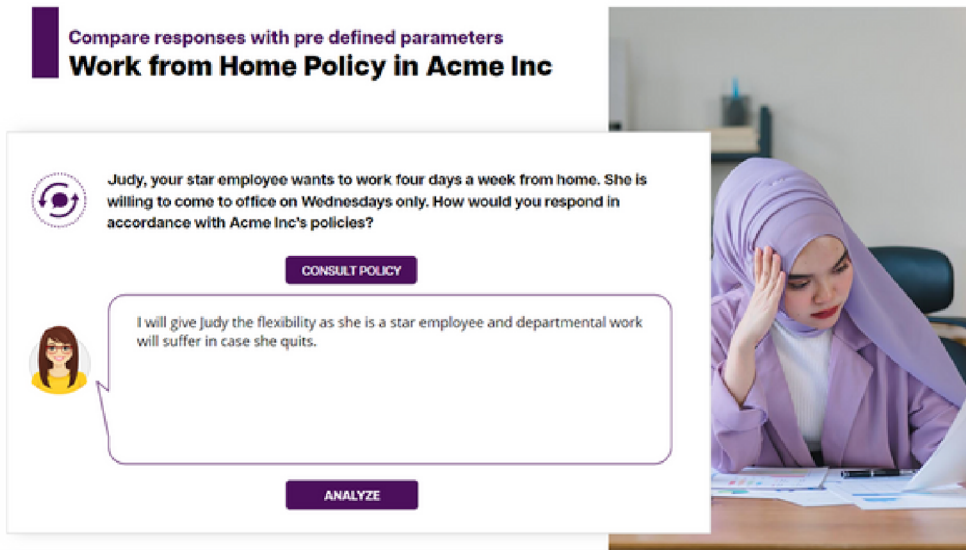 Compare responses with pre defined parameters
Work from Home Policy in Acme Inc
Judy, your star employee wants to work four days a week from home. She is
willing to come to office on Wednesdays only. How would you respond in
accordance with Acme Inc's policies?
CONSULT POLICY
I will give Judy the flexibility as she is a star employee and departmental work
will suffer in case she quits.
ANALYZE